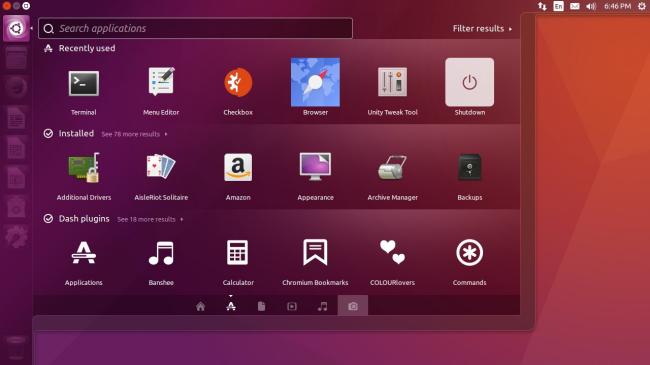 En 6:46 PM
Search applications Filter results
Recently used
Terminal Menu Editor Checkbox Browser Unity Tweak Tool Shutdown
Installed See 78 more results
Additional Drivers AisleRiot Solitaire Amazon Appearance Archive Manager Backups
Dash plugins See 18 more results
Applications Banshee Calculator Chromium Bookmarks COLOURlovers Commands